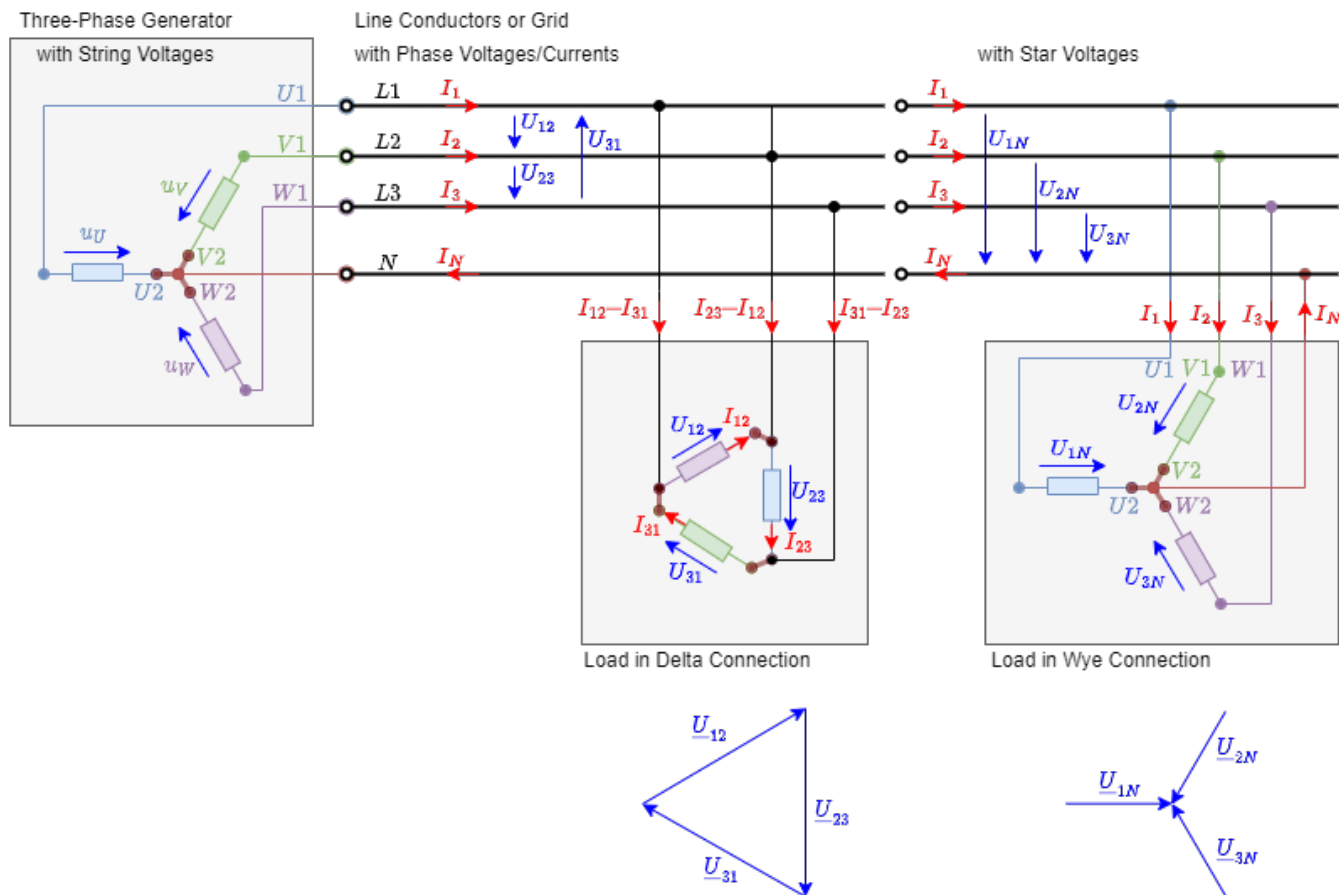 Three-Phase Generator
with String Voltages
Line Conductors or Grid
with Phase Voltages/Currents
with Star Voltages
U1 L1 I1 I1
U12 U31 U1N
V1 L2 I2 I2
uV U23 U2N
W1 L3 I3 I3
uU U3N
V2 N IN IN
U2 W2
I12−I31 I23−I12 I31−I23 I1 I2 I3 IN
uW
U1 V1 W1
U12 I12 U2N
U1N
U23 V2
U2 W2
I31 I23
U31 U3N
Load in Delta Connection
Load in Wye Connection
U12 U2N
U1N
U23
U31 U3N